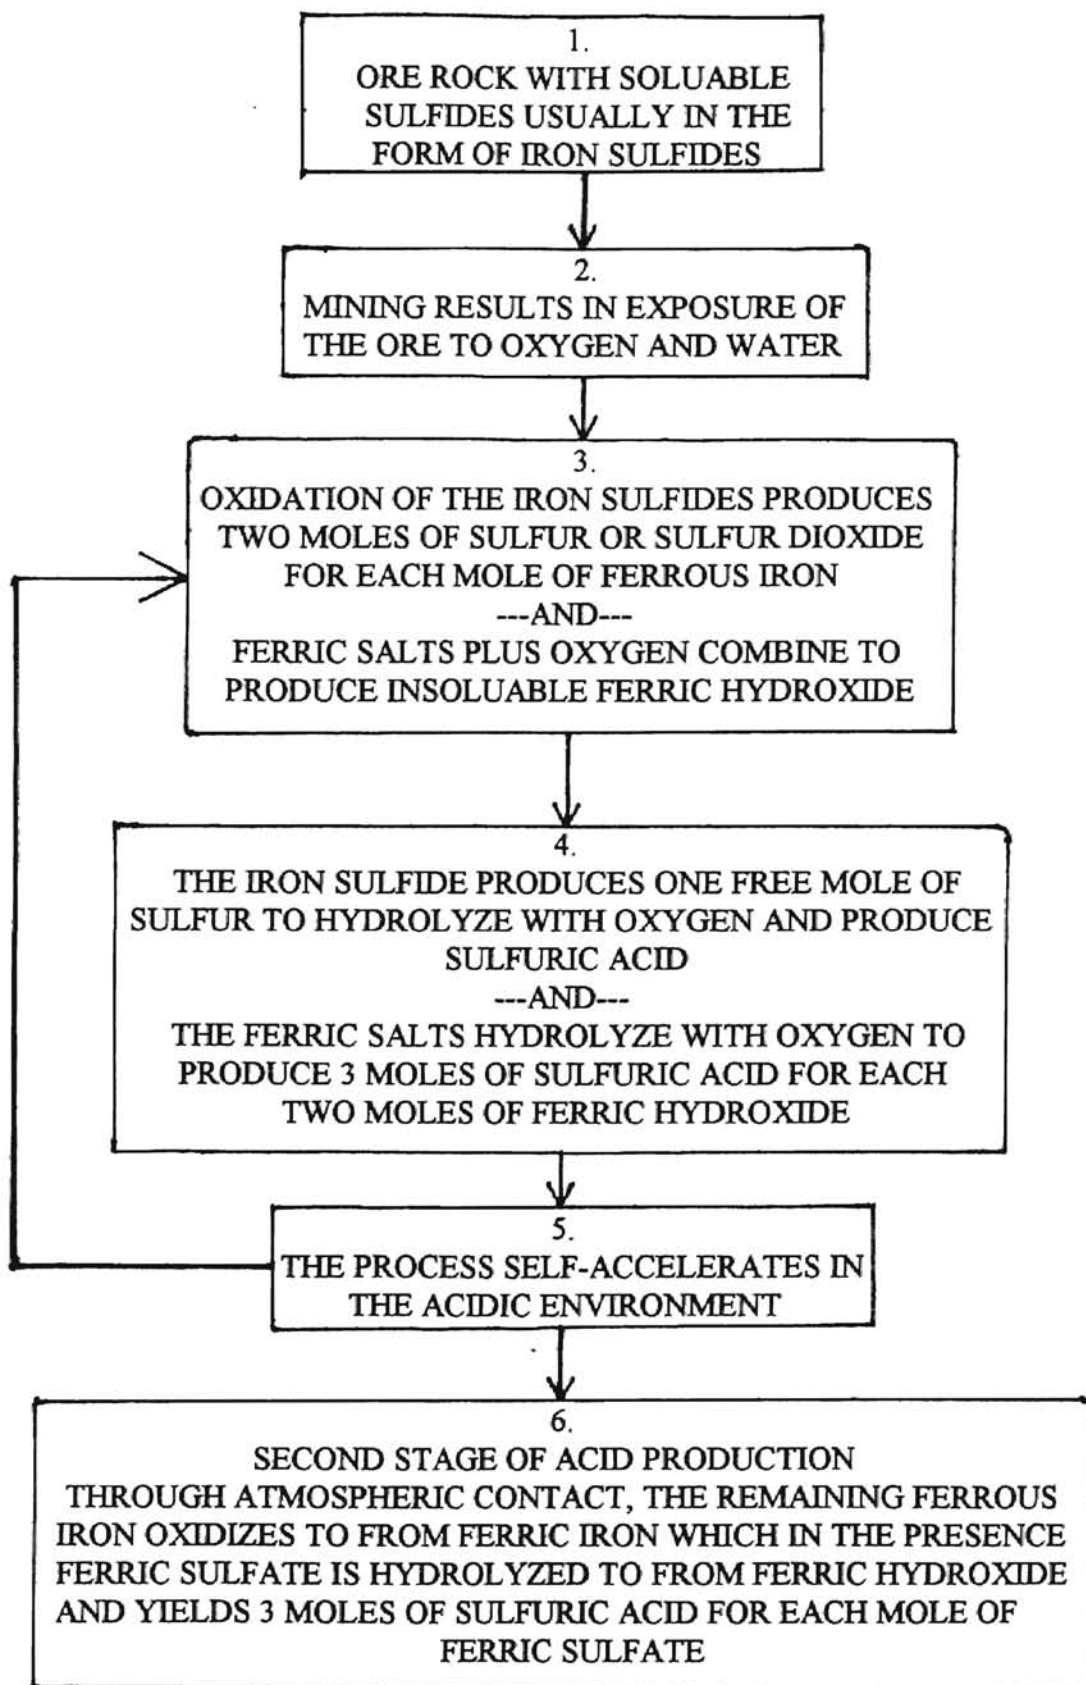 1.
ORE ROCK WITH SOLUABLE
SULFIDES USUALLY IN THE
FORM OF IRON SULFIDES
2.
MINING RESULTS IN EXPOSURE OF
THE ORE TO OXYGEN AND WATER
3.
OXIDATION OF THE IRON SULFIDES PRODUCES
TWO MOLES OF SULFUR OR SULFUR DIOXIDE
FOR EACH MOLE OF FERROUS IRON
---AND---
FERRIC SALTS PLUS OXYGEN COMBINE TO
PRODUCE INSOLUABLE FERRIC HYDROXIDE
4.
THE IRON SULFIDE PRODUCES ONE FREE MOLE OF
SULFUR TO HYDROLYZE WITH OXYGEN AND PRODUCE
SULFURIC ACID
---AND---
THE FERRIC SALTS HYDROLYZE WITH OXYGEN TO
PRODUCE 3 MOLES OF SULFURIC ACID FOR EACH
TWO MOLES OF FERRIC HYDROXIDE
5.
THE PROCESS SELF-ACCELERATES IN
THE ACIDIC ENVIRONMENT
6.
SECOND STAGE OF ACID PRODUCTION
THROUGH ATMOSPHERIC CONTACT, THE REMAINING FERROUS
IRON OXIDIZES TO FROM FERRIC IRON WHICH IN THE PRESENCE
FERRIC SULFATE IS HYDROLYZED TO FROM FERRIC HYDROXIDE
AND YIELDS 3 MOLES OF SULFURIC ACID FOR EACH MOLE OF
FERRIC SULFATE